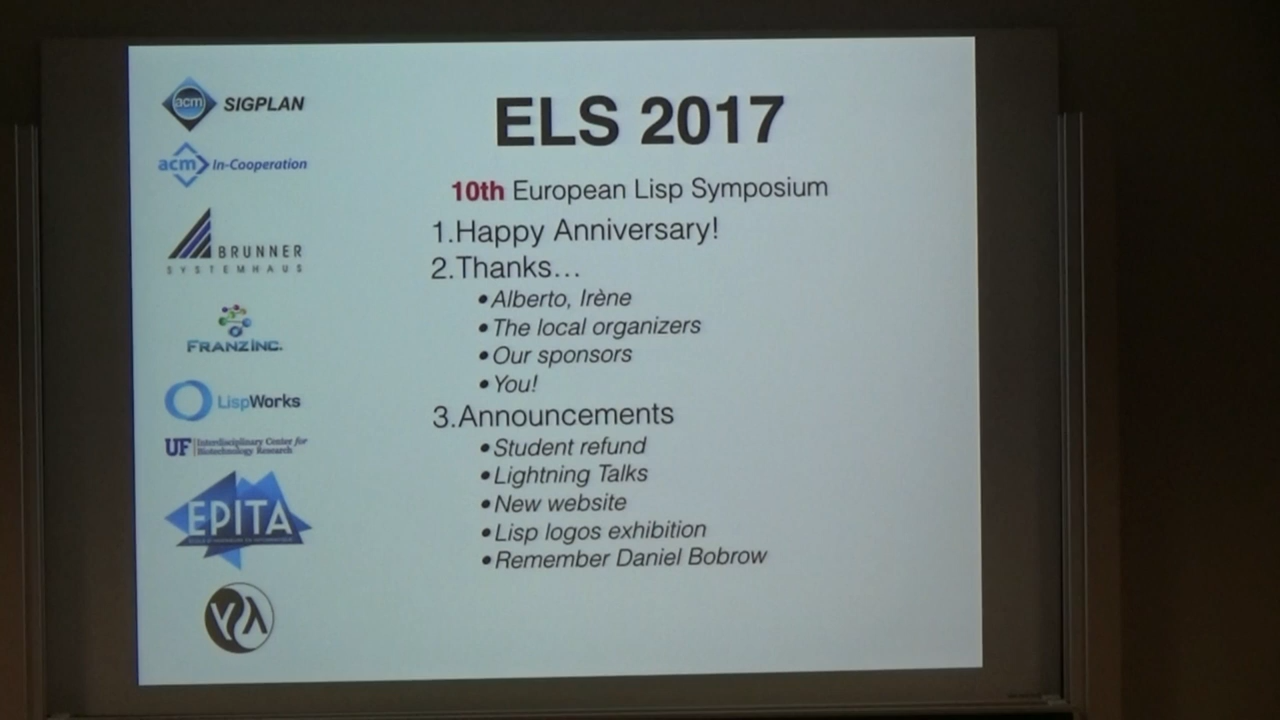 acm SIGPLAN
acm In-Cooperation
BRUNNER
SYSTEMHAUS
FRANZ INC.
LispWorks
UF Interdisciplinary Center for
Biotechnology Research
EPITA
ELS 2017
10th European Lisp Symposium
1.Happy Anniversary!
2.Thanks...
•Alberto, Irène
•The local organizers
•Our sponsors
•You!
3.Announcements
•Student refund
•Lightning Talks
•New website
•Lisp logos exhibition
•Remember Daniel Bobrow